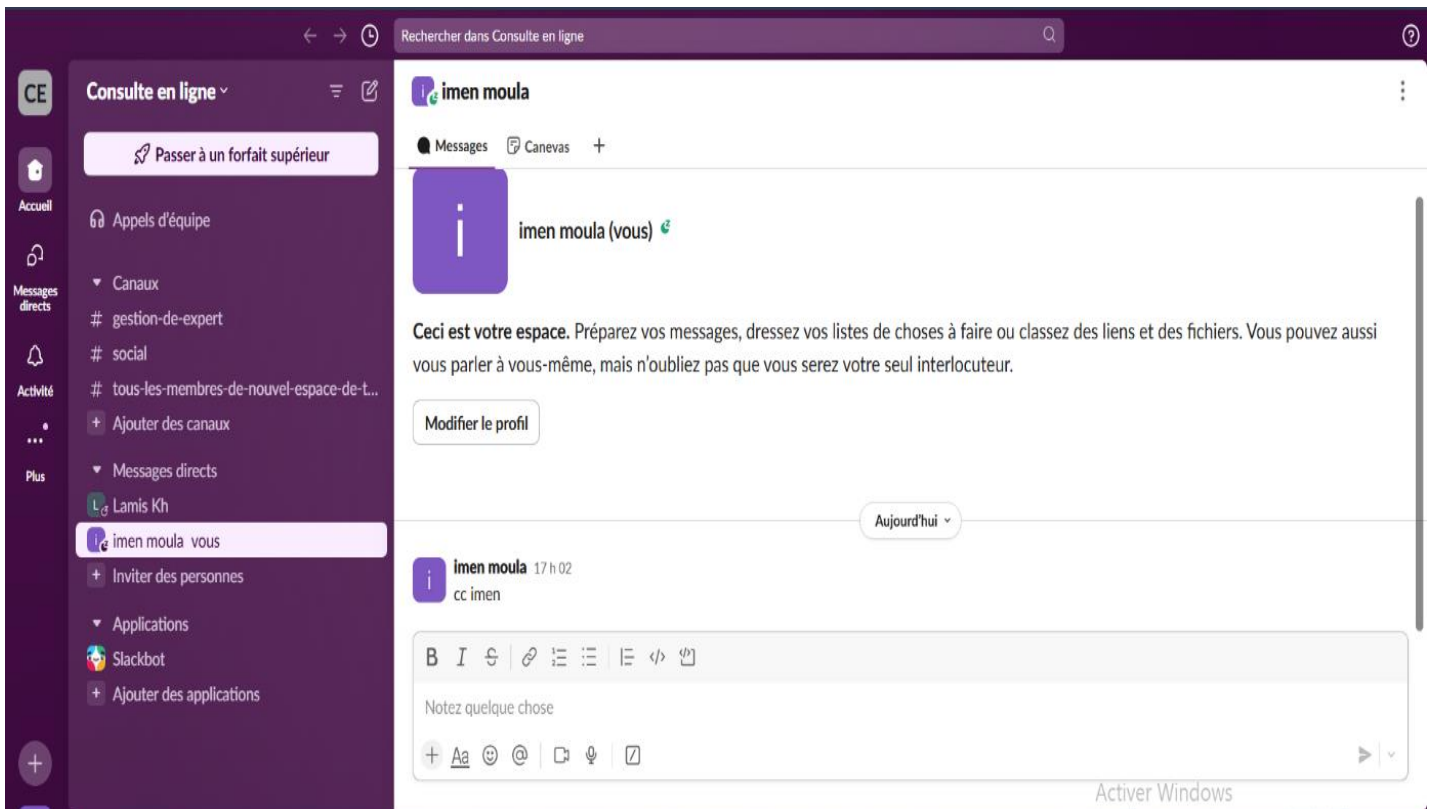 Rechercher dans Consulte en ligne
CE
Accueil
Messages
directs
Activité
Plus
Consulte en ligne
Passer à un forfait supérieur
Appels d'équipe
Canaux
# gestion-de-expert
# social
# tous-les-membres-de-nouvel-espace-de-t...
+ Ajouter des canaux
Messages directs
L Lamis Kh
i imen moula vous
+ Inviter des personnes
Applications
Slackbot
+ Ajouter des applications
i imen moula
Messages Canevas +
i
imen moula (vous)
Ceci est votre espace. Préparez vos messages, dressez vos listes de choses à faire ou classez des liens et des fichiers. Vous pouvez aussi
vous parler à vous-même, mais n'oubliez pas que vous serez votre seul interlocuteur.
Modifier le profil
Aujourd'hui
i imen moula 17 h 02
cc imen
B I S
Notez quelque chose
+ Aa @
Activer Windows